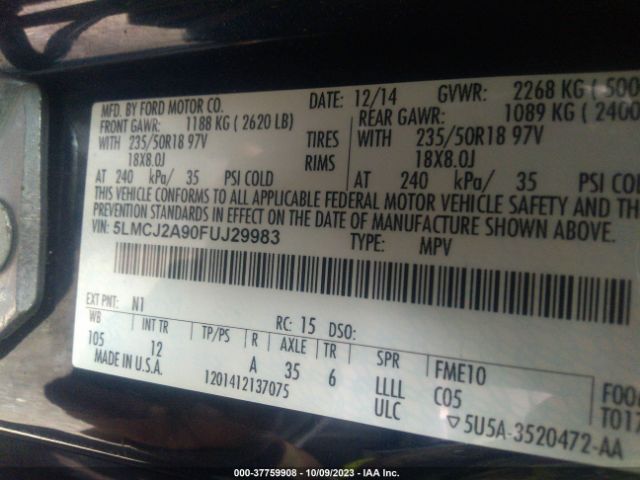 MFD. BY FORD MOTOR CO. DATE: 12/14 GVWR: 2268 KG ( 500
FRONT GAWR: 1188 KG ( 2620 LB) REAR GAWR: 1089 KG ( 2400
WITH 235/50R18 97V TIRES WITH 235/50R18 97V
18X8.0J RIMS 18X8.0J
AT 240 kPa/ 35 PSI COLD AT 240 kPa/ 35 PSI COL
THIS VEHICLE CONFORMS TO ALL APPLICABLE FEDERAL MOTOR VEHICLE SAFETY AND
PREVENTION STANDARDS IN EFFECT ON THE DATE OF MANUFACTURE SHOWN ABOVE.
VIN: 5LMCJ2A90FUJ29983 TYPE: MPV
EXT PNT: N1 RC: 15 DSO:
WB INT TR TP/PS R AXLE TR SPR FME10
105 12 A 35 6 LLLL C05 F00
MADE IN U.S.A. 1201412137075 ULC 5U5A-3520472-AA T017
000-37759908 - 10/09/2023 - IAA Inc.